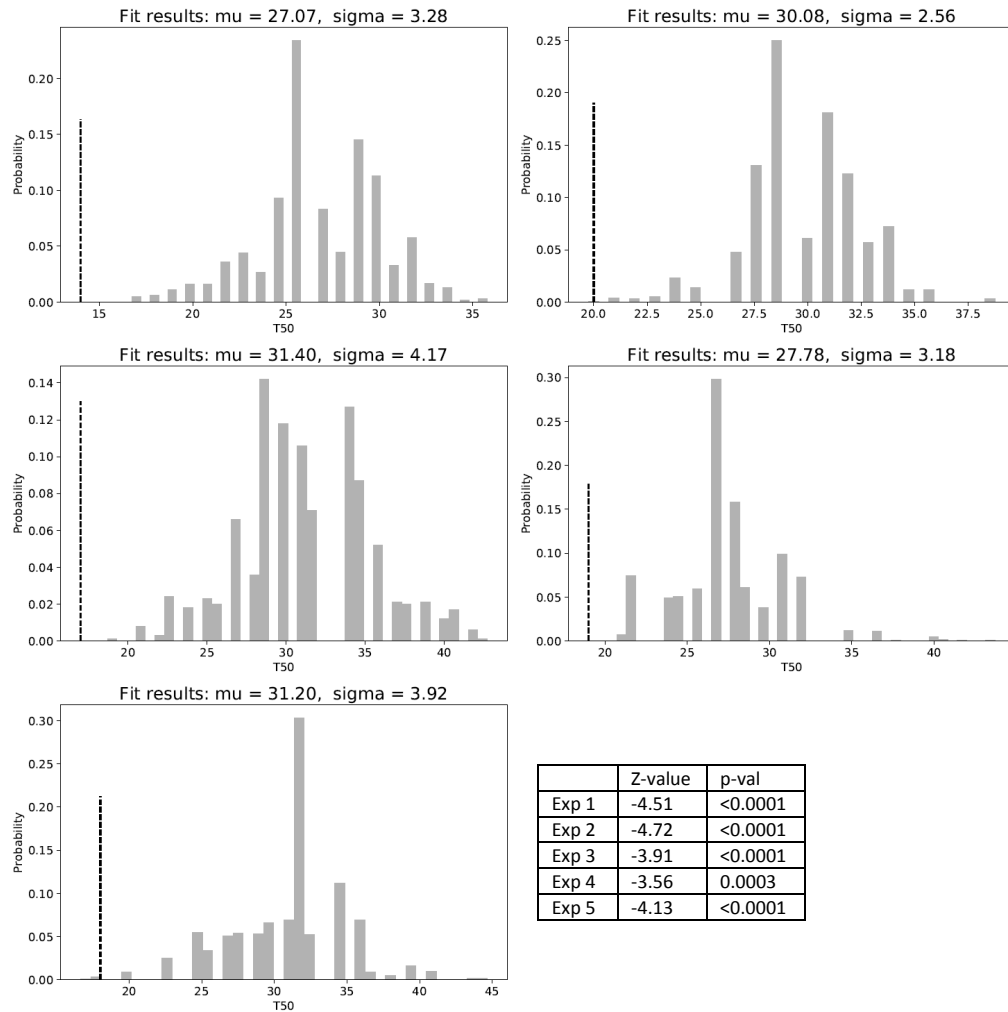 Fit results: mu = 27.07,  sigma = 3.28
Probability
0.20
0.15
0.10
0.05
0.00
15 20 25 30 35
T50
Fit results: mu = 30.08,  sigma = 2.56
Probability
0.25
0.20
0.15
0.10
0.05
0.00
20.0 22.5 25.0 27.5 30.0 32.5 35.0 37.5
T50
Fit results: mu = 31.40,  sigma = 4.17
Probability
0.14
0.12
0.10
0.08
0.06
0.04
0.02
0.00
20 25 30 35 40
T50
Fit results: mu = 27.78,  sigma = 3.18
Probability
0.30
0.25
0.20
0.15
0.10
0.05
0.00
20 25 30 35 40
T50
Fit results: mu = 31.20,  sigma = 3.92
Probability
0.30
0.25
0.20
0.15
0.10
0.05
0.00
20 25 30 35 40 45
T50
Z-value p-val
Exp 1 -4.51 <0.0001
Exp 2 -4.72 <0.0001
Exp 3 -3.91 <0.0001
Exp 4 -3.56 0.0003
Exp 5 -4.13 <0.0001